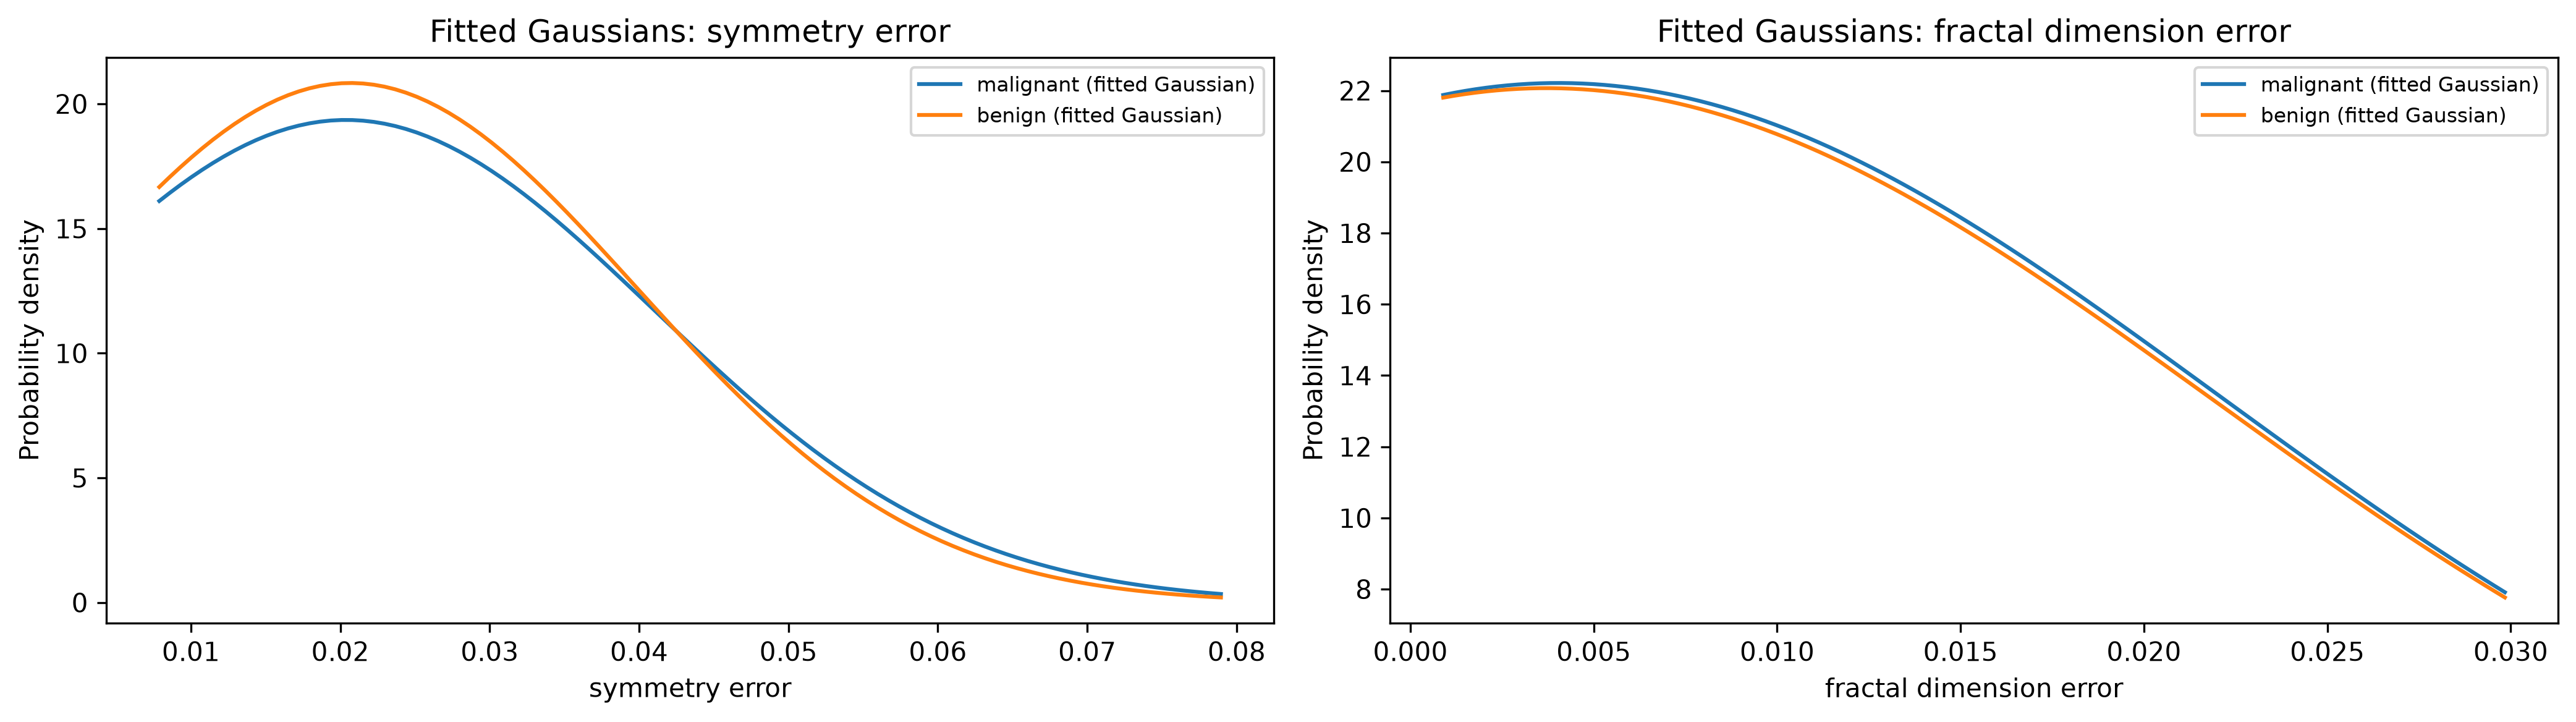 Fitted Gaussians: symmetry error
malignant (fitted Gaussian)
benign (fitted Gaussian)
Probability density
20
15
10
5
0
0.01 0.02 0.03 0.04 0.05 0.06 0.07 0.08
symmetry error
Fitted Gaussians: fractal dimension error
malignant (fitted Gaussian)
benign (fitted Gaussian)
Probability density
22
20
18
16
14
12
10
8
0.000 0.005 0.010 0.015 0.020 0.025 0.030
fractal dimension error